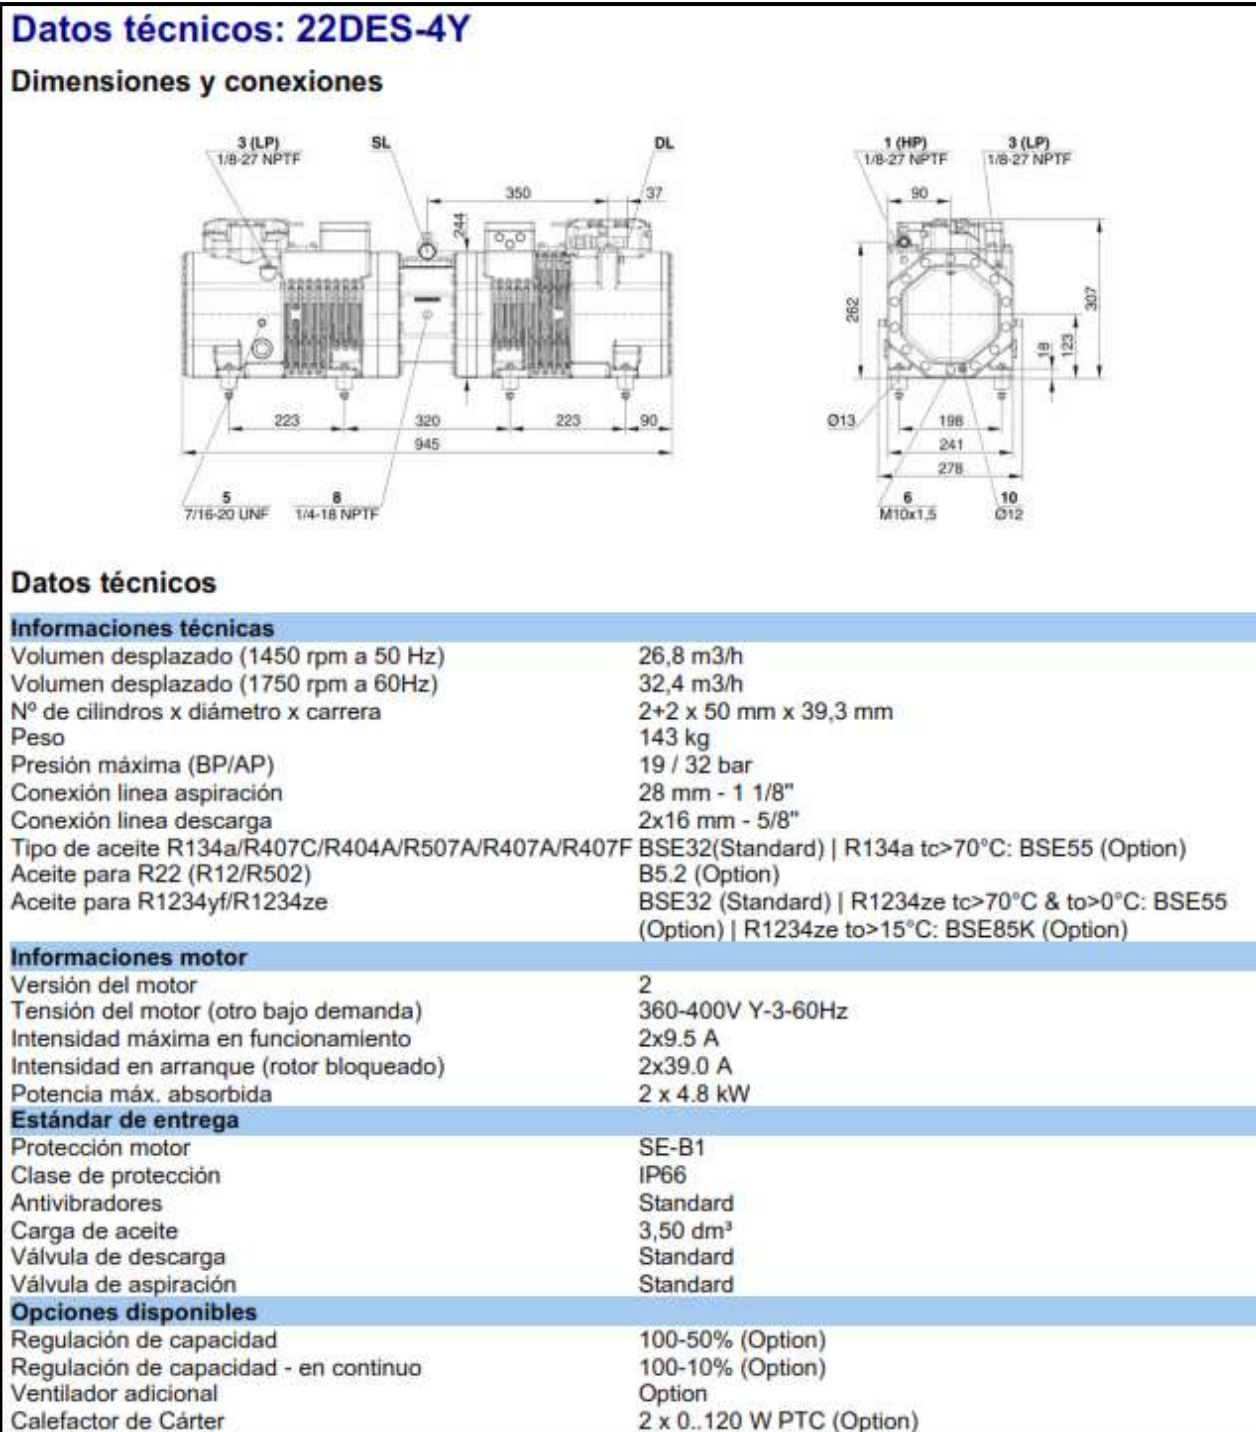 Datos técnicos: 22DES-4Y
Dimensiones y conexiones
3 (LP)
1/8-27 NPTF
SL
DL
1 (HP)
1/8-27 NPTF
3 (LP)
1/8-27 NPTF
350
37
90
244
262
307
123
18
223
320
223
90
945
Ø13
198
241
278
5
7/16-20 UNF
8
1/4-18 NPTF
6
M10x1,5
10
Ø12
Datos técnicos
Informaciones técnicas
Volumen desplazado (1450 rpm a 50 Hz) 26,8 m3/h
Volumen desplazado (1750 rpm a 60Hz) 32,4 m3/h
Nº de cilindros x diámetro x carrera 2+2 x 50 mm x 39,3 mm
Peso 143 kg
Presión máxima (BP/AP) 19 / 32 bar
Conexión linea aspiración 28 mm - 1 1/8"
Conexión linea descarga 2x16 mm - 5/8"
Tipo de aceite R134a/R407C/R404A/R507A/R407A/R407F BSE32(Standard) | R134a tc>70°C: BSE55 (Option)
Aceite para R22 (R12/R502) B5.2 (Option)
Aceite para R1234yf/R1234ze BSE32 (Standard) | R1234ze tc>70°C & to>0°C: BSE55
(Option) | R1234ze to>15°C: BSE85K (Option)
Informaciones motor
Versión del motor 2
Tensión del motor (otro bajo demanda) 360-400V Y-3-60Hz
Intensidad máxima en funcionamiento 2x9.5 A
Intensidad en arranque (rotor bloqueado) 2x39.0 A
Potencia máx. absorbida 2 x 4.8 kW
Estándar de entrega
Protección motor SE-B1
Clase de protección IP66
Antivibradores Standard
Carga de aceite 3,50 dm³
Válvula de descarga Standard
Válvula de aspiración Standard
Opciones disponibles
Regulación de capacidad 100-50% (Option)
Regulación de capacidad - en continuo 100-10% (Option)
Ventilador adicional Option
Calefactor de Cárter 2 x 0..120 W PTC (Option)